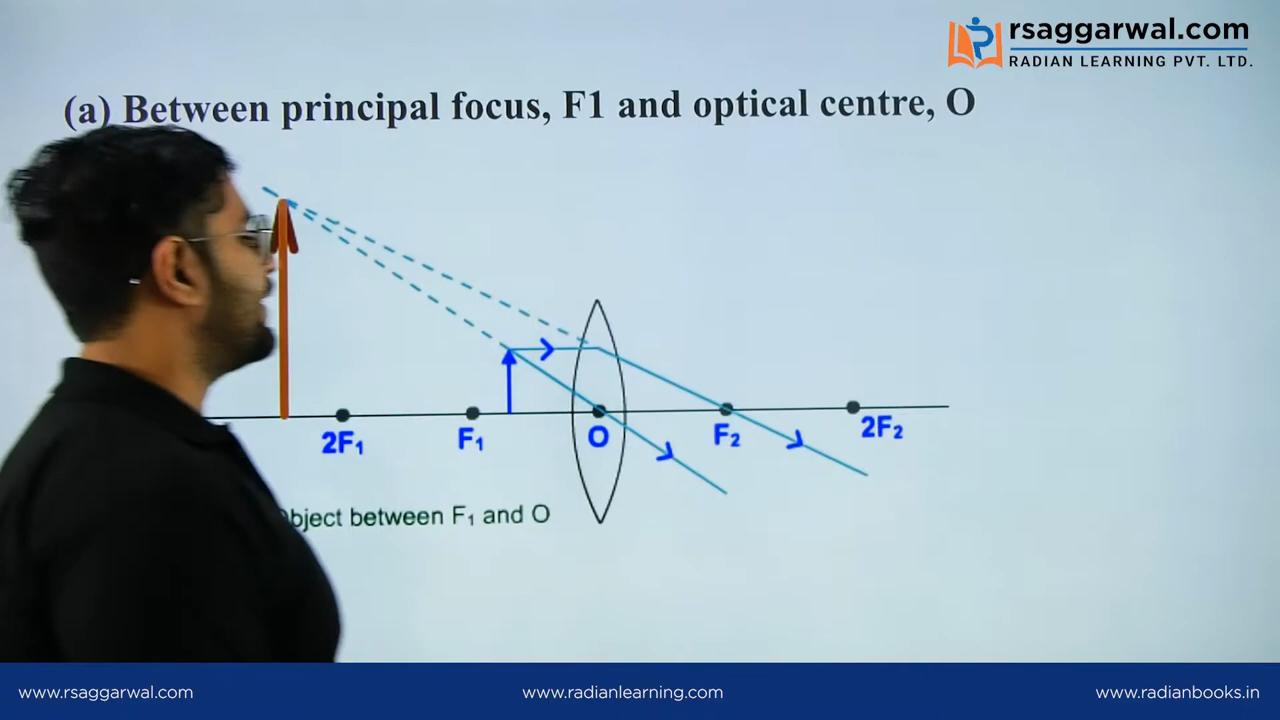 rsaggarwal.com
RADIAN LEARNING PVT. LTD.
(a) Between principal focus, F1 and optical centre, O
2F₁ F₁ O F₂ 2F₂
bject between F₁ and O
www.rsaggarwal.com www.radianlearning.com www.radianbooks.in